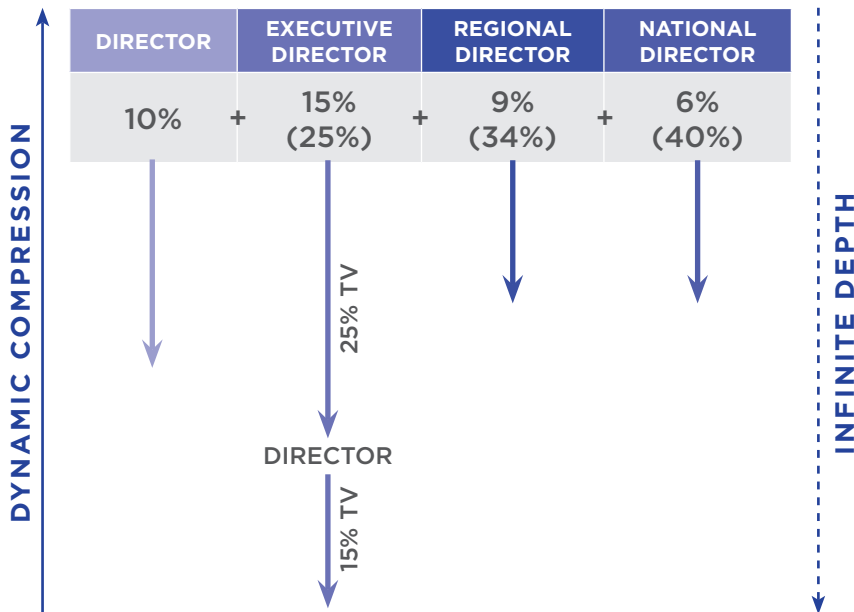 DIRECTOR
EXECUTIVE
DIRECTOR
REGIONAL
DIRECTOR
NATIONAL
DIRECTOR
10%
+
15%
(25%)
+
9%
(34%)
+
6%
(40%)
DYNAMIC COMPRESSION
25% TV
DIRECTOR
15% TV
INFINITE DEPTH